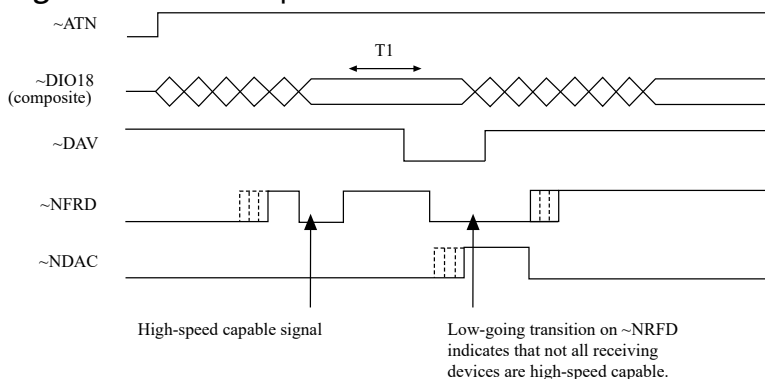 ~ATN
T1
~DIO18
(composite)
~DAV
~NFRD
~NDAC
High-speed capable signal
Low-going transition on ~NRFD
indicates that not all receiving
devices are high-speed capable.